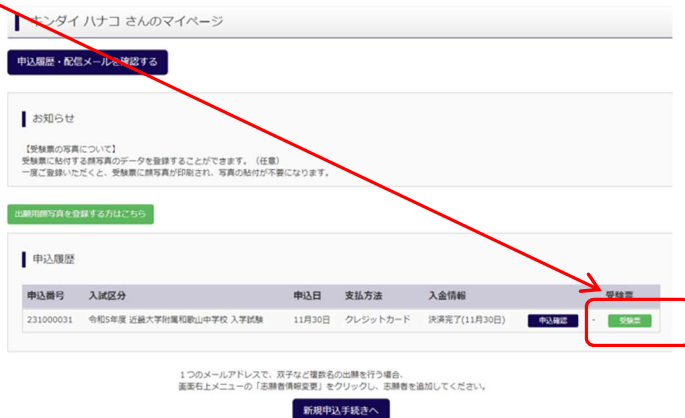 キンダイ ハナコ さんのマイページ
申込履歴・配信メールを確認する
お知らせ
【受験票の写真について】
受験票に貼付する顔写真のデータを登録することができます。（任意）
一度ご登録いただくと、受験票に顔写真が印刷され、写真の貼付が不要になります。
出願用顔写真を登録する方はこちら
申込履歴
申込番号 入試区分 申込日 支払方法 入金情報 受験票
231000031 令和5年度 近畿大学附属和歌山中学校 入学試験 11月30日 クレジットカード 決済完了(11月30日) 申込確認 - 受験票
1つのメールアドレスで、双子など複数名の出願を行う場合、
画面右上メニューの「志願者情報変更」をクリックし、志願者を追加してください。
新規申込手続きへ